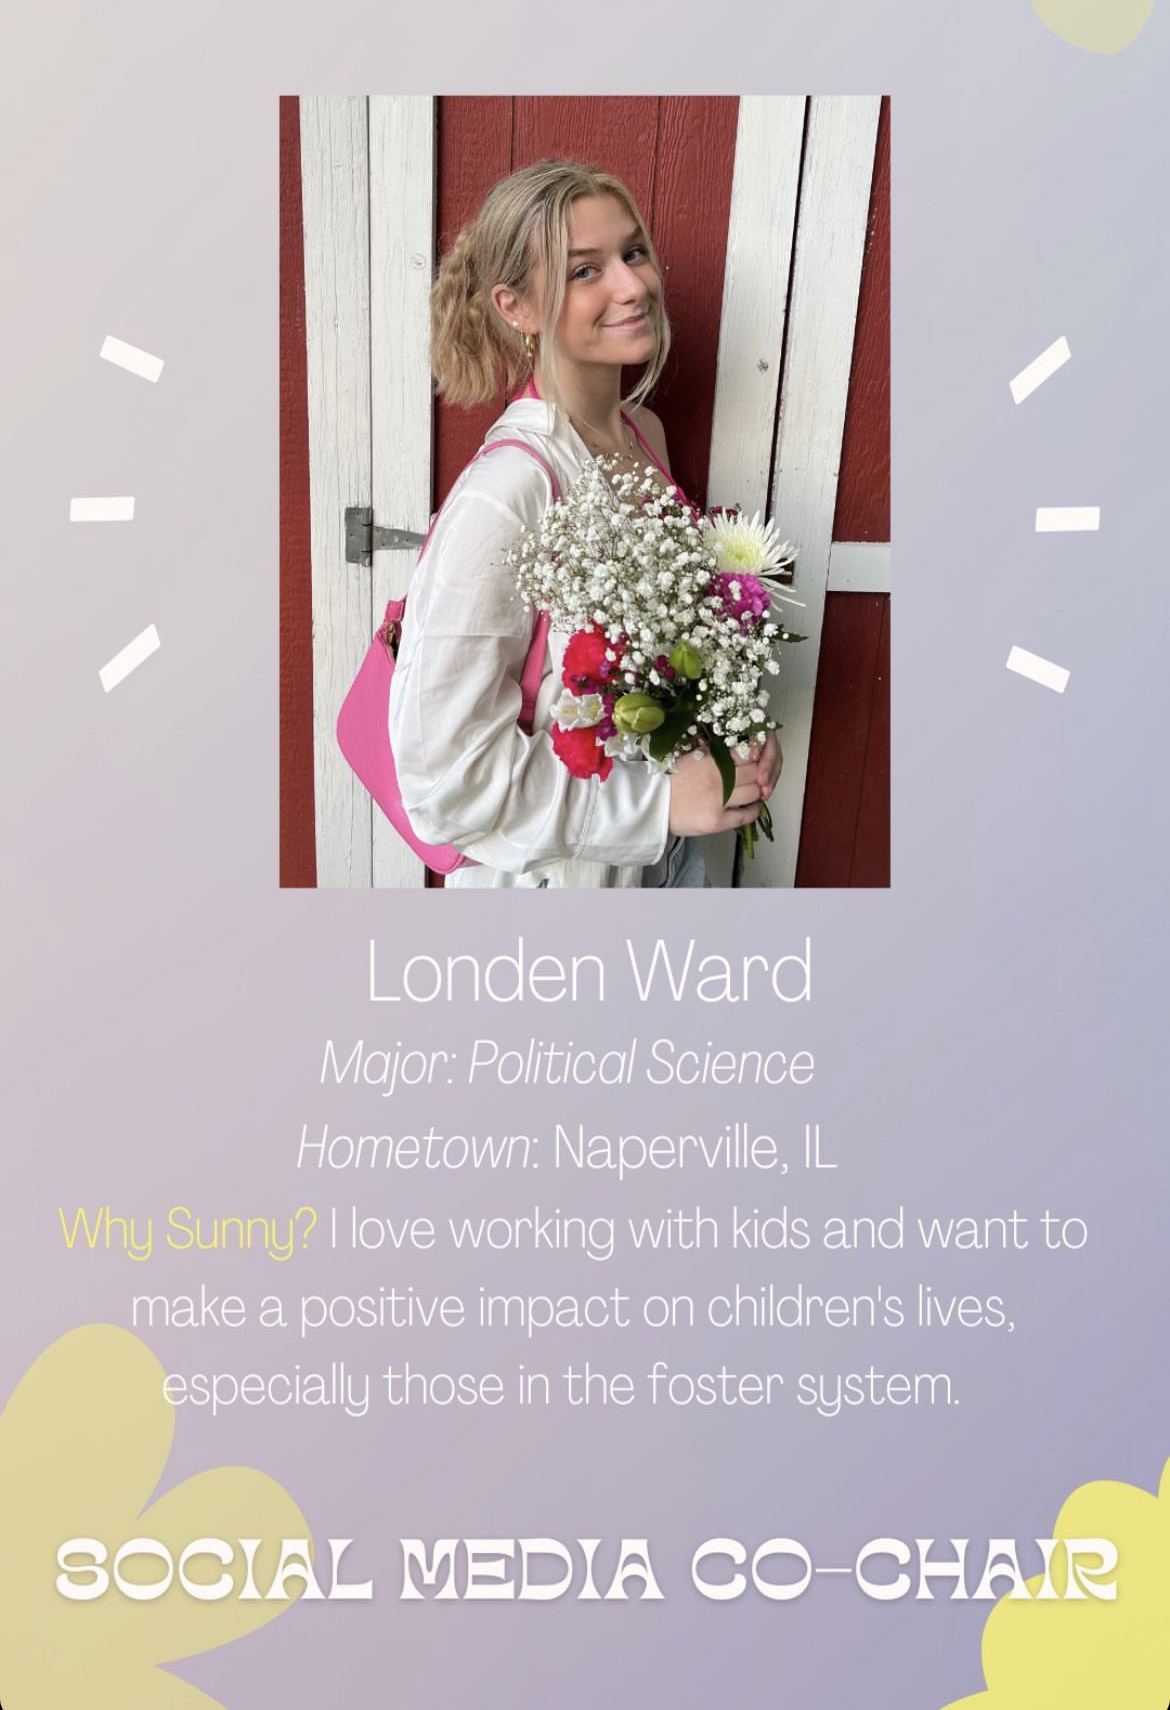 Londen Ward
Major: Political Science
Hometown: Naperville, IL
Why Sunny? I love working with kids and want to
make a positive impact on children's lives,
especially those in the foster system.
SOCIAL MEDIA CO-CHAIR